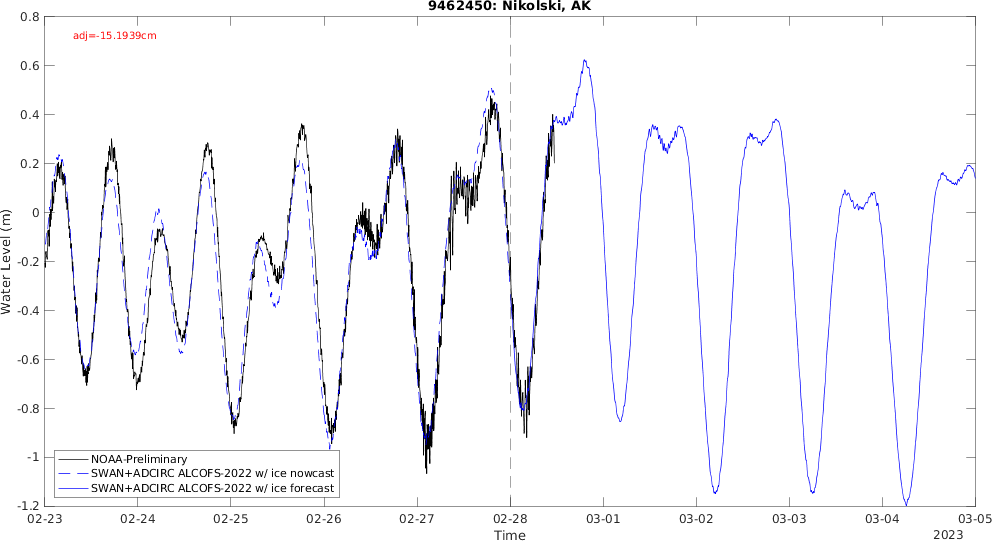 9462450: Nikolski, AK
adj=-15.1939cm
0.8
0.6
0.4
0.2
0
-0.2
-0.4
-0.6
-0.8
-1
-1.2
Water Level (m)
NOAA-Preliminary
SWAN+ADCIRC ALCOFS-2022 w/ ice nowcast
SWAN+ADCIRC ALCOFS-2022 w/ ice forecast
02-23 02-24 02-25 02-26 02-27 02-28 03-01 03-02 03-03 03-04 03-05
Time
2023